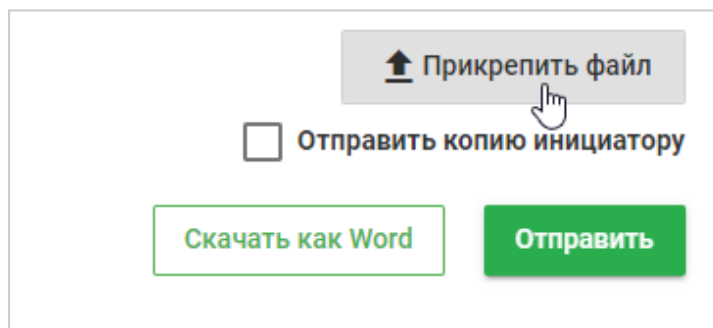 Прикрепить файл
Отправить копию инициатору
Скачать как Word Отправить